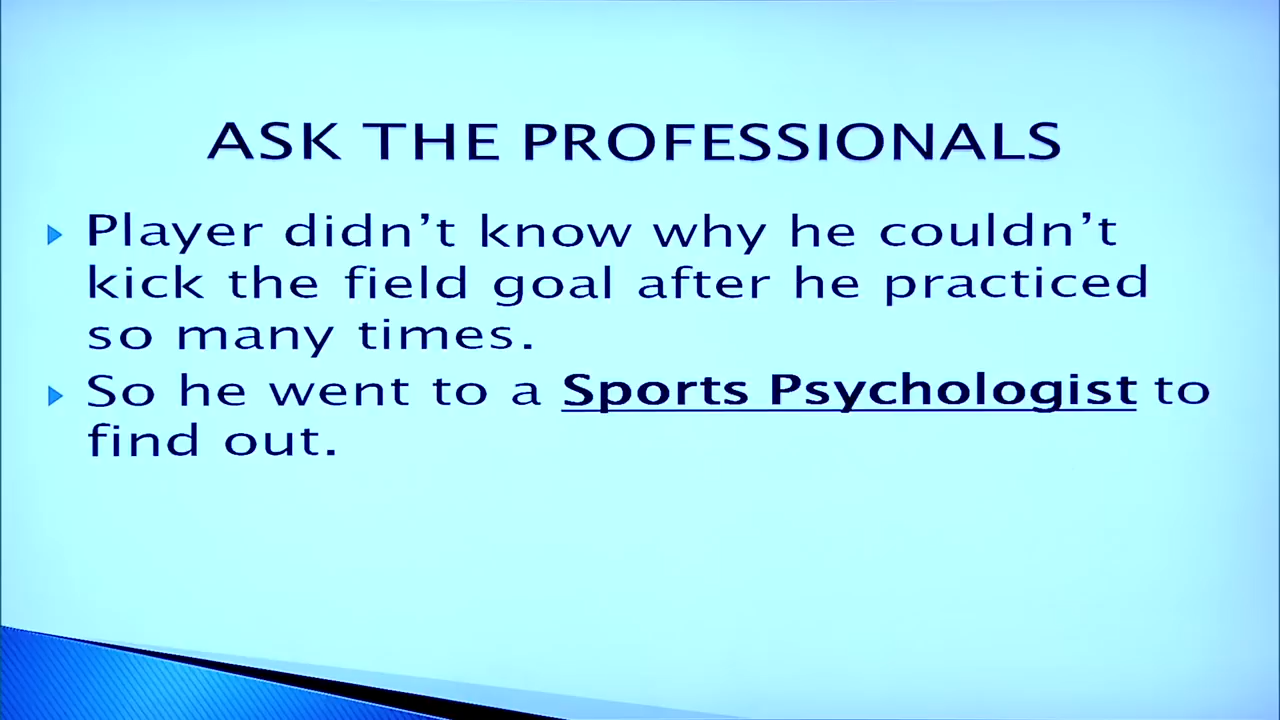 ASK THE PROFESSIONALS
Player didn’t know why he couldn’t
kick the field goal after he practiced
so many times.
So he went to a Sports Psychologist to
find out.